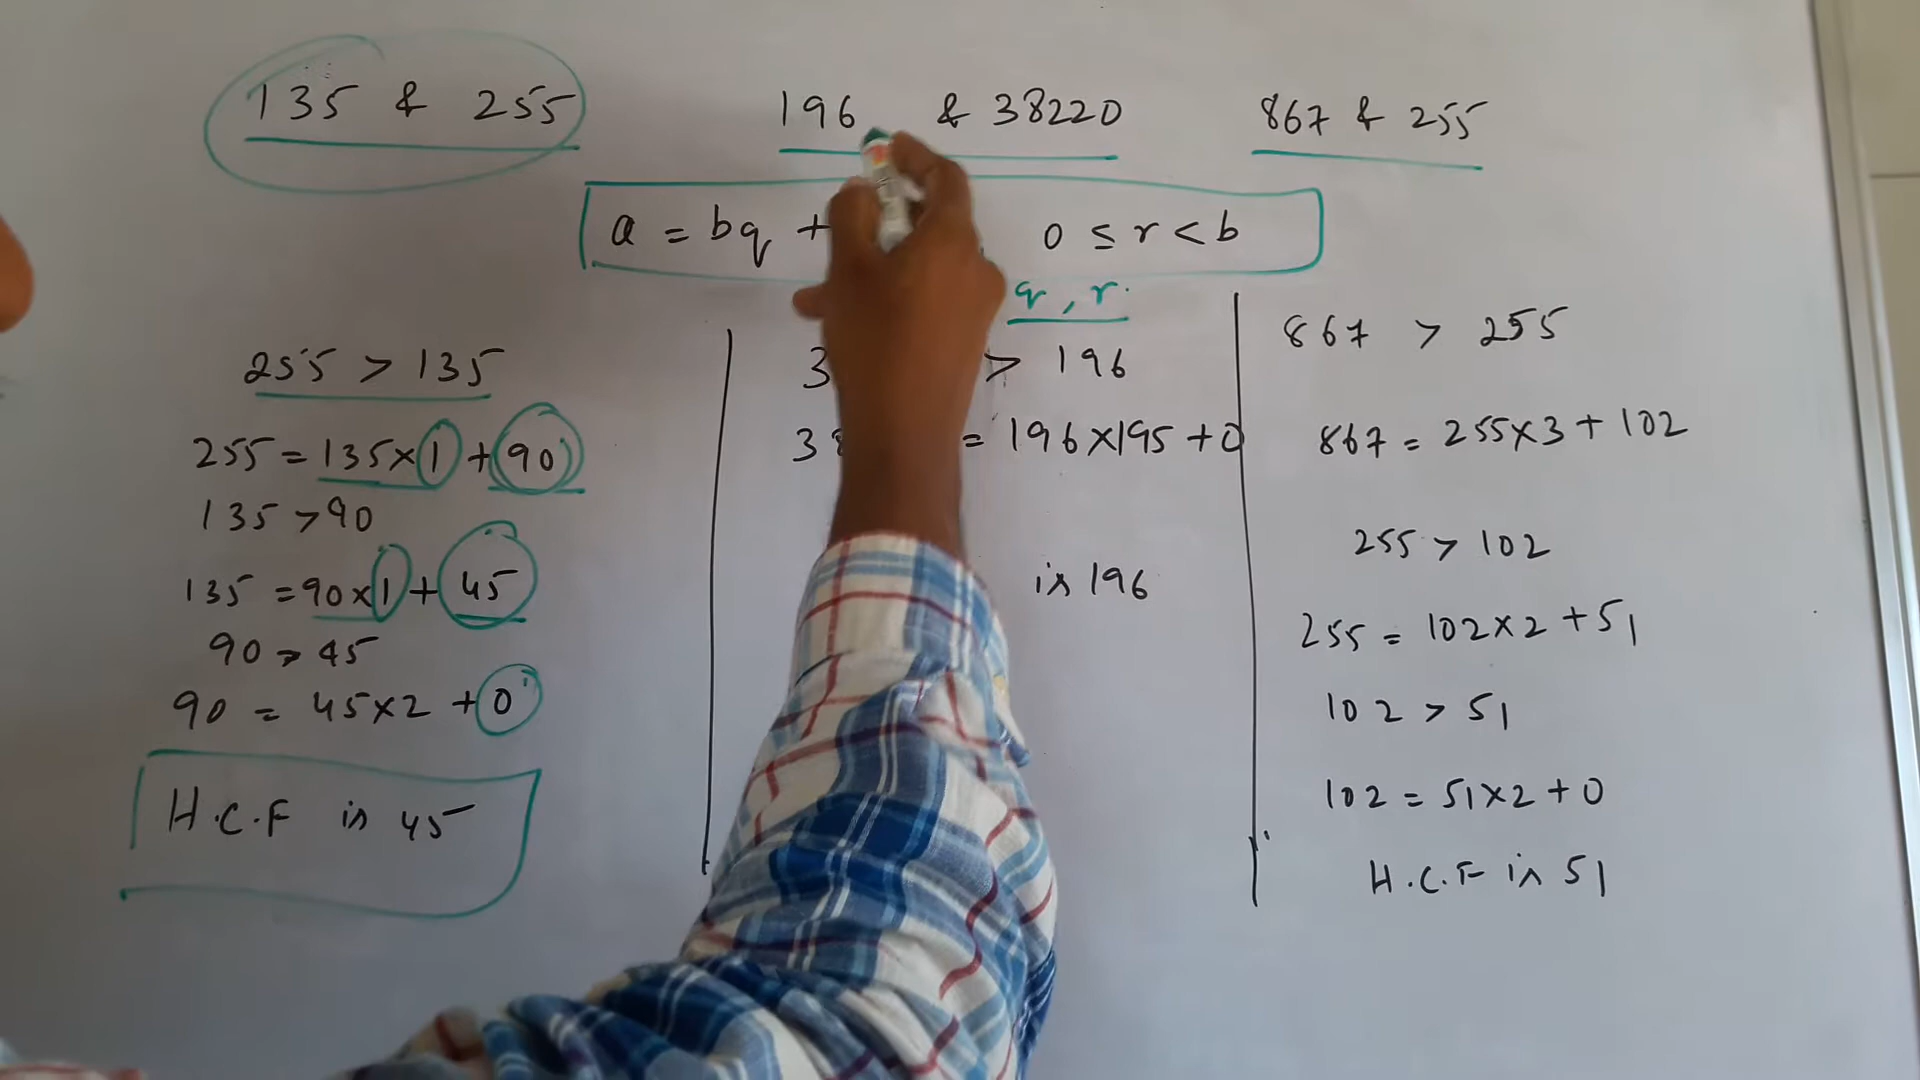 135 & 255
196 & 38220
867 & 255
a = bq +
0 ≤ r < b
q, r.
255 > 135
255 = 135×1 + 90
135 > 90
135 = 90×1 + 45
90 > 45
90 = 45×2 + 0
H.C.F is 45
> 196
= 196×195 + 0
is 196
867 > 255
867 = 255×3 + 102
255 > 102
255 = 102×2 + 51
102 > 51
102 = 51×2 + 0
H.C.F is 51